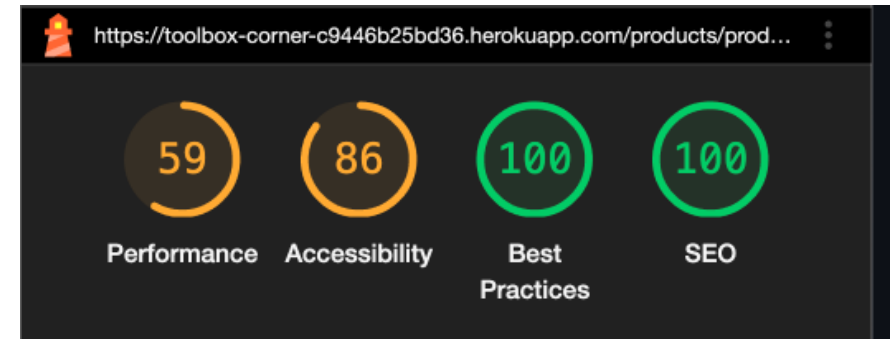 https://toolbox-corner-c9446b25bd36.herokuapp.com/products/prod...
59 86 100 100
Performance Accessibility Best Practices SEO